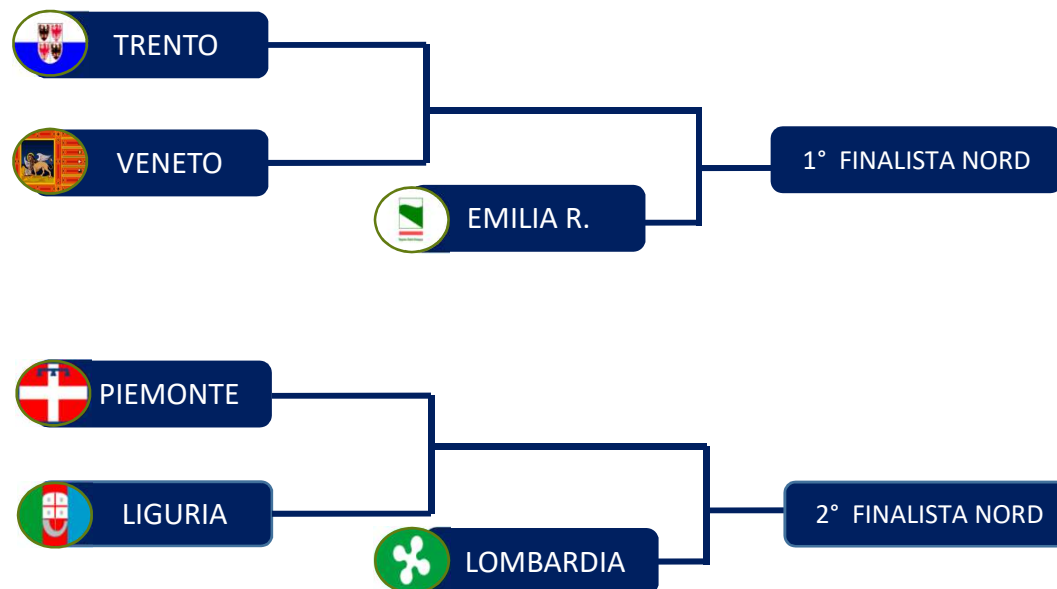 TRENTO
VENETO
1° FINALISTA NORD
EMILIA R.
PIEMONTE
LIGURIA
2° FINALISTA NORD
LOMBARDIA